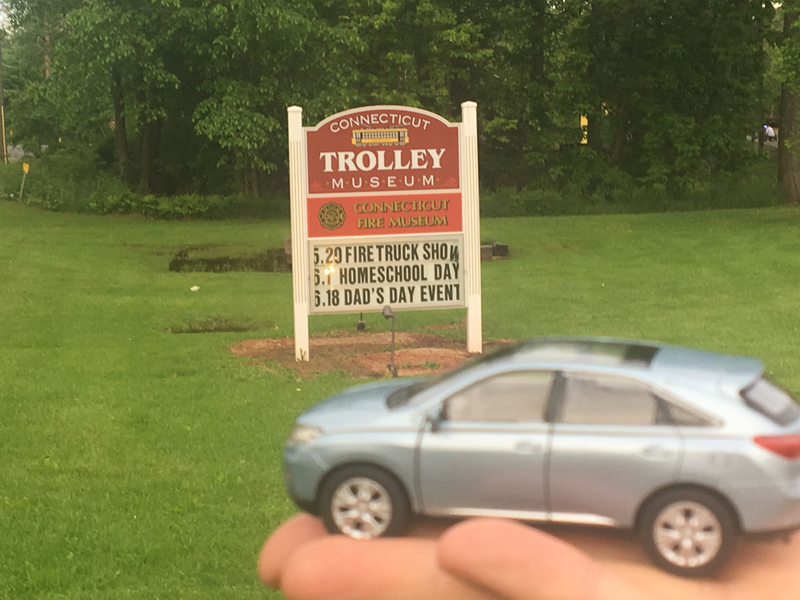 CONNECTICUT
TROLLEY
M·U·S·E·U·M
CONNECTICUT
FIRE MUSEUM
5.20 FIRE TRUCK SHOW
6.1 HOMESCHOOL DAY
6.18 DAD'S DAY EVENT